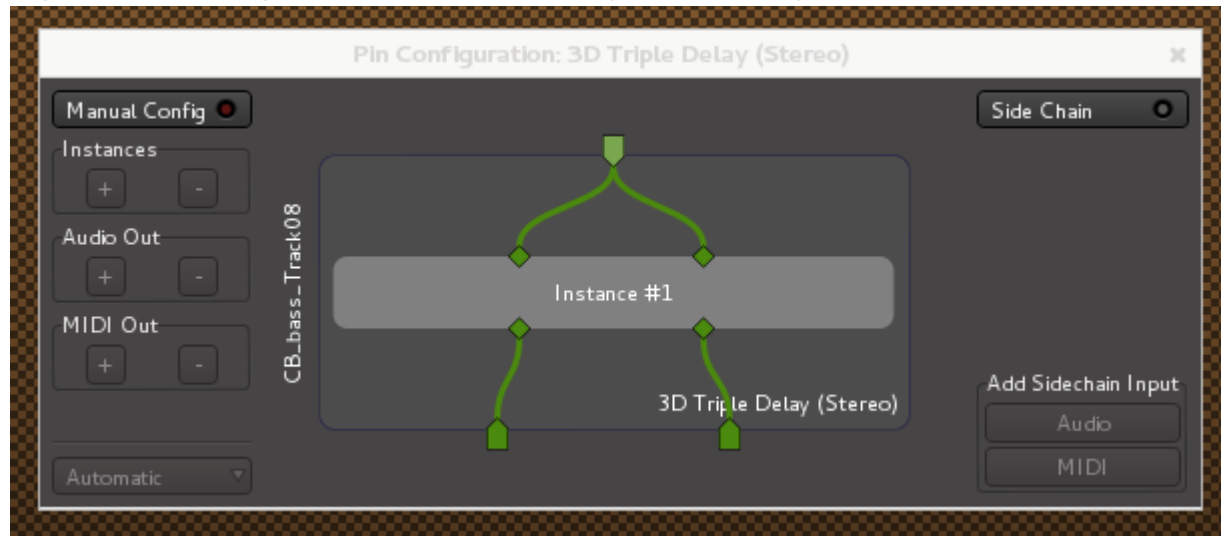 Pin Configuration: 3D Triple Delay (Stereo)
Manual Config
Side Chain
Instances
+ -
Audio Out
+ -
MIDI Out
+ -
Automatic
CB_bass_Track08
Instance #1
3D Triple Delay (Stereo)
Add Sidechain Input
Audio
MIDI